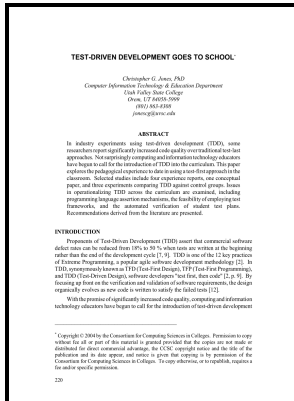 TEST-DRIVEN DEVELOPMENT GOES TO SCHOOL*
Christopher G. Jones, PhD
Computer Information Technology & Education Department
Utah Valley State College
Orem, UT 84058-5999
(801) 863-8308
jonescg@uvsc.edu
ABSTRACT
In industry experiments using test-driven development (TDD), some
researchers report significantly increased code quality over traditional test-last
approaches. Not surprisingly computing and information technology educators
have begun to call for the introduction of TDD into the curriculum. This paper
explores the pedagogical experience to date in using a test-first approach in the
classroom. Selected studies include four experience reports, one conceptual
paper, and three experiments comparing TDD against control groups. Issues
in operationalizing TDD across the curriculum are examined, including
programming language assertion mechanisms, the feasibility of employing test
frameworks, and the automated verification of student test plans.
Recommendations derived from the literature are presented.
INTRODUCTION
Proponents of Test-Driven Development (TDD) assert that commercial software
defect rates can be reduced from 18% to 50 % when tests are written at the beginning
rather than the end of the development cycle [7, 9]. TDD is one of the 12 key practices
of Extreme Programming, a popular agile software development methodology [2]. In
TDD, synonymously known as TFD (Test-First Design), TFP (Test-First Programming),
and TDD (Test-Driven Design), software developers "test first, then code" [2, p. 9]. By
focusing up front on the verification and validation of software requirements, the design
organically evolves as new code is written to satisfy the failed tests [12].
With the promise of significantly increased code quality, computing and information
technology educators have begun to call for the introduction of test-driven development
* Copyright © 2004 by the Consortium for Computing Sciences in Colleges. Permission to copy
without fee all or part of this material is granted provided that the copies are not made or
distributed for direct commercial advantage, the CCSC copyright notice and the title of the
publication and its date appear, and notice is given that copying is by permission of the
Consortium for Computing Sciences in Colleges. To copy otherwise, or to republish, requires a
fee and/or specific permission.
220